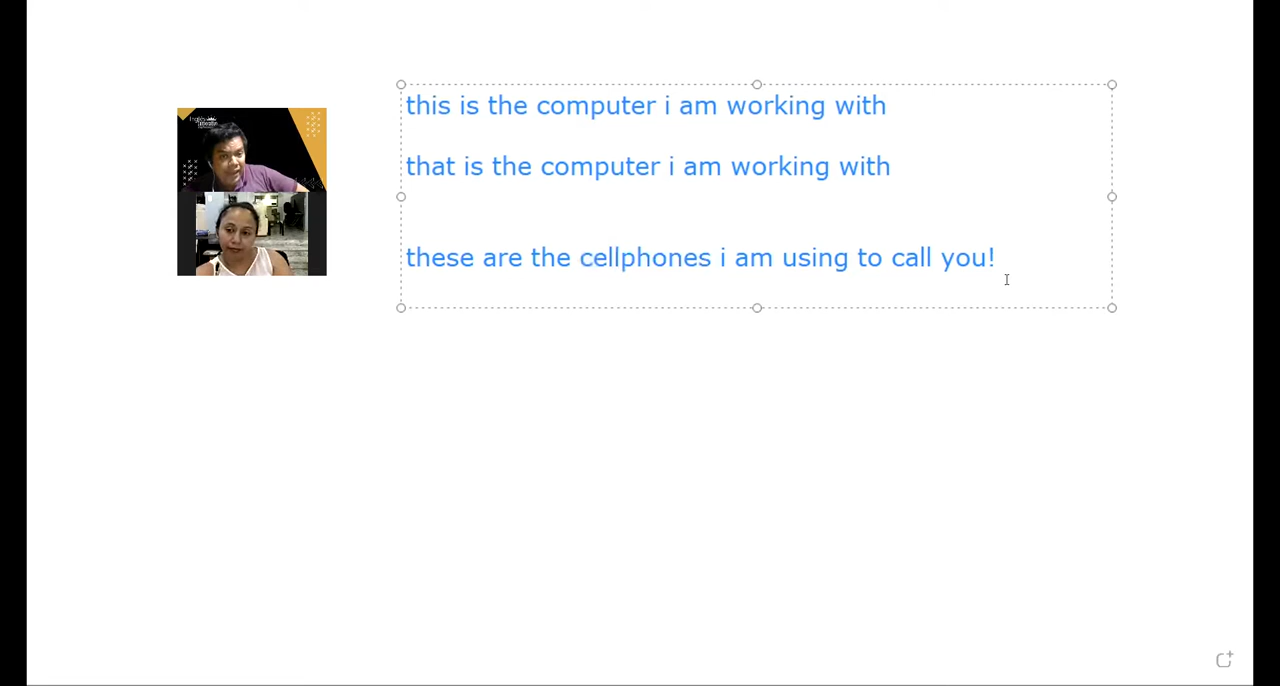 this is the computer i am working with
that is the computer i am working with
these are the cellphones i am using to call you!